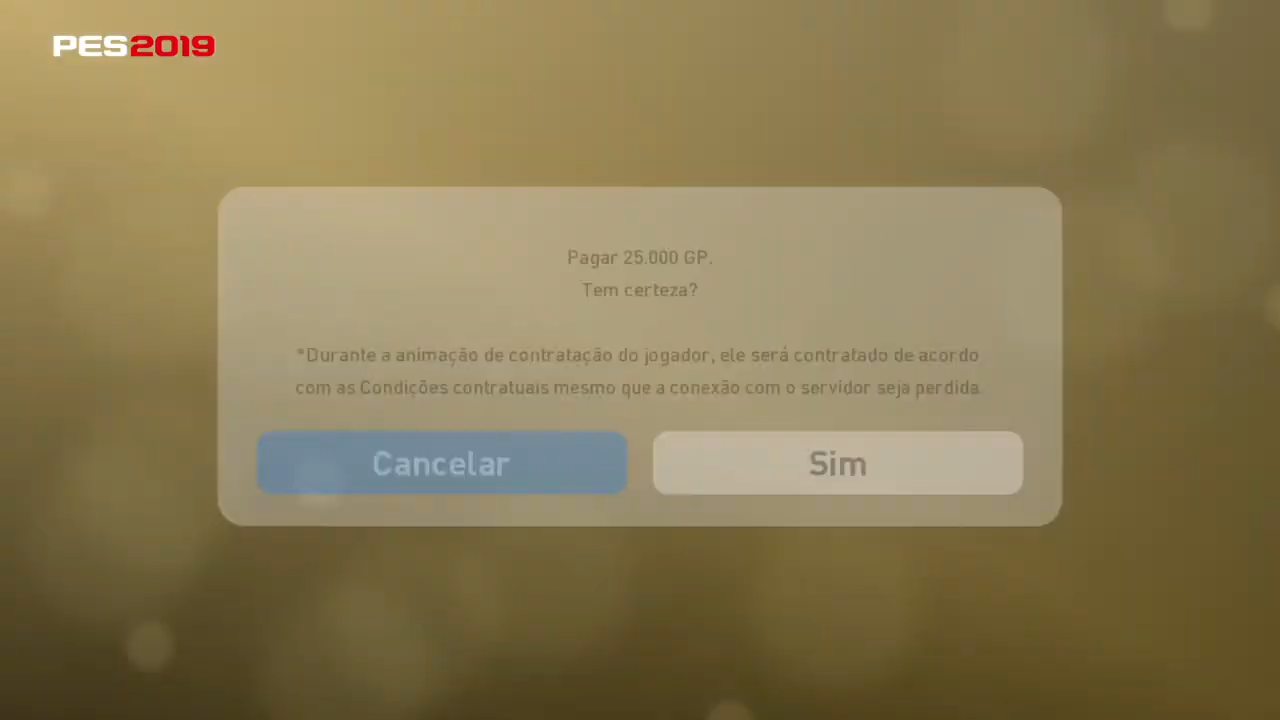 PES2019
Pagar 25.000 GP.
Tem certeza?
*Durante a animação de contratação do jogador, ele será contratado de acordo
com as Condições contratuais mesmo que a conexão com o servidor seja perdida.
Cancelar
Sim